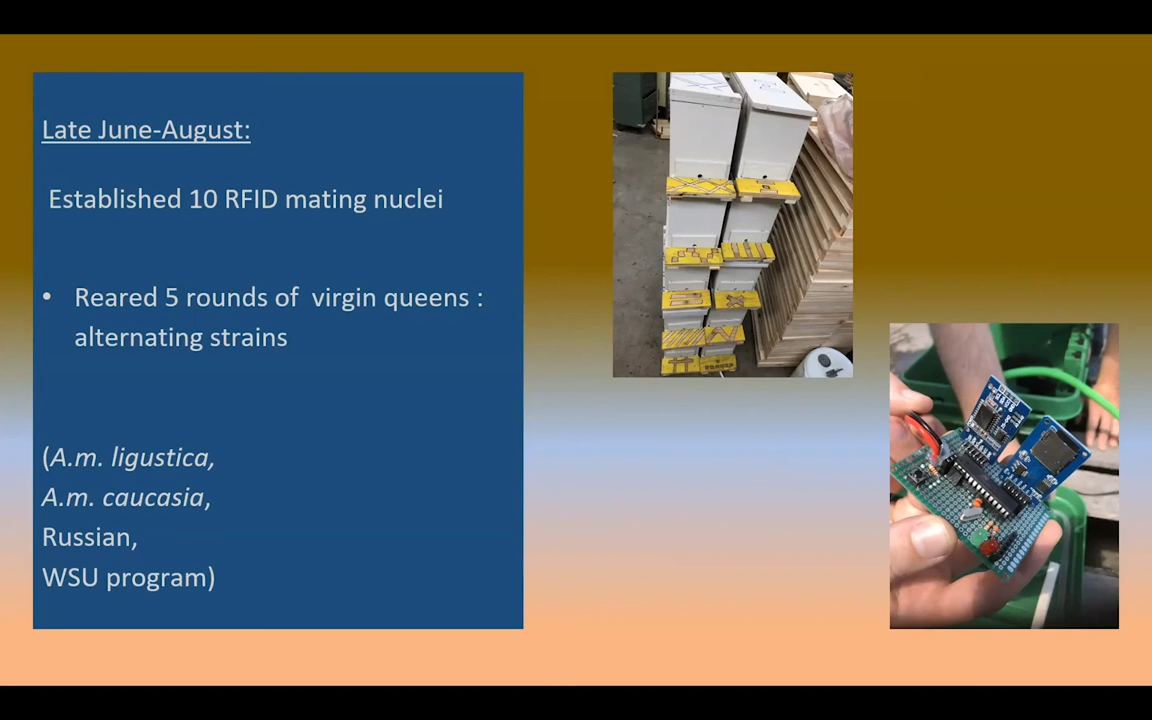 Late June-August:
Established 10 RFID mating nuclei
• Reared 5 rounds of virgin queens :
alternating strains
(A.m. ligustica,
A.m. caucasia,
Russian,
WSU program)